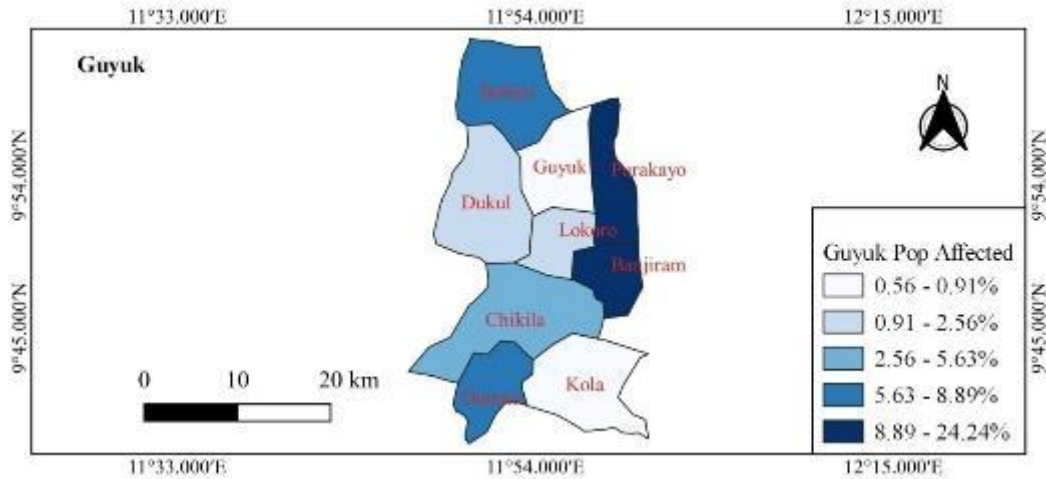 11°33.000'E 11°54.000'E 12°15.000'E
Guyuk
N
9°54.000'N
9°54.000'N
Guyuk
Purakayo
Dukul
Lokoro
Banjiram
Guyuk Pop Affected
0.56 - 0.91%
0.91 - 2.56%
2.56 - 5.63%
5.63 - 8.89%
8.89 - 24.24%
9°45.000'N
9°45.000'N
Chikila
Kola
0 10 20 km
11°33.000'E 11°54.000'E 12°15.000'E